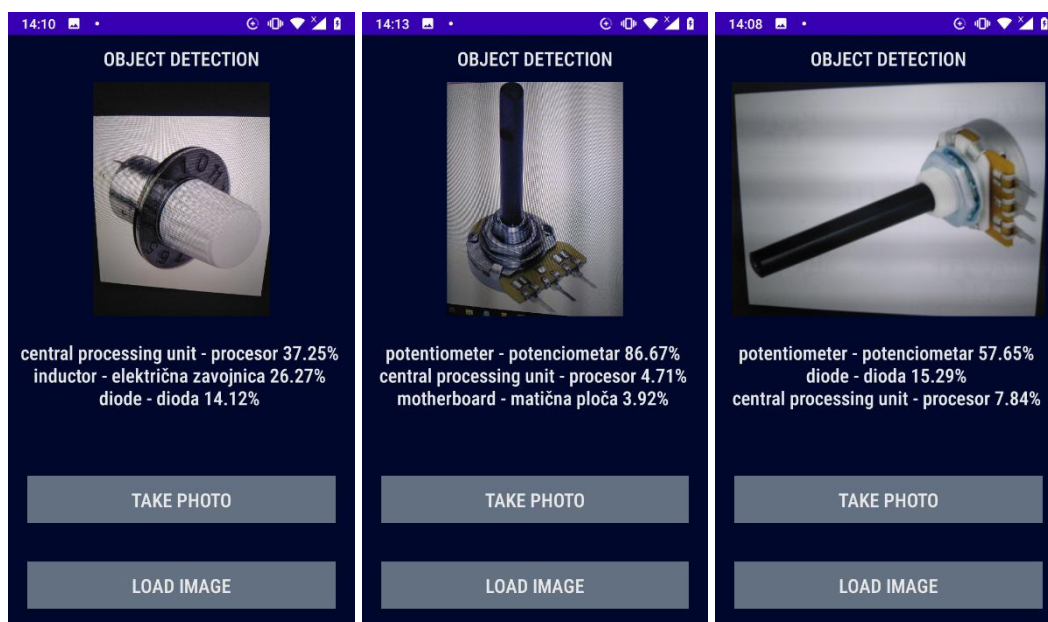 14:10
OBJECT DETECTION
central processing unit - procesor 37.25%
inductor - električna zavojnica 26.27%
diode - dioda 14.12%
TAKE PHOTO
LOAD IMAGE
14:13
OBJECT DETECTION
potentiometer - potenciometar 86.67%
central processing unit - procesor 4.71%
motherboard - matična ploča 3.92%
TAKE PHOTO
LOAD IMAGE
14:08
OBJECT DETECTION
potentiometer - potenciometar 57.65%
diode - dioda 15.29%
central processing unit - procesor 7.84%
TAKE PHOTO
LOAD IMAGE